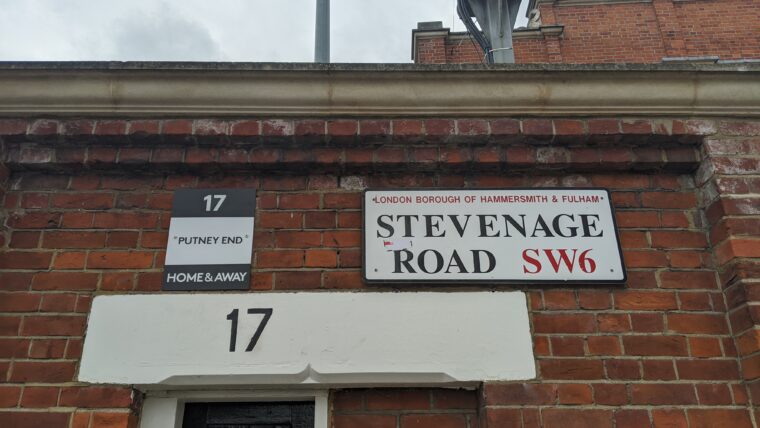 17
"PUTNEY END"
HOME & AWAY
•LONDON BOROUGH OF HAMMERSMITH & FULHAM•
STEVENAGE
ROAD SW6
17